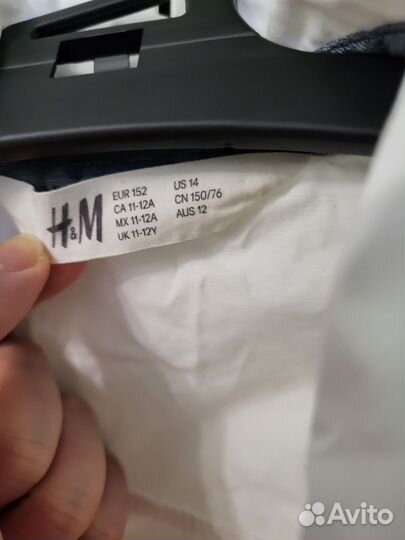 H&M
EUR 152
CA 11-12A
MX 11-12A
UK 11-12Y
US 14
CN 150/76
AUS 12
Avito